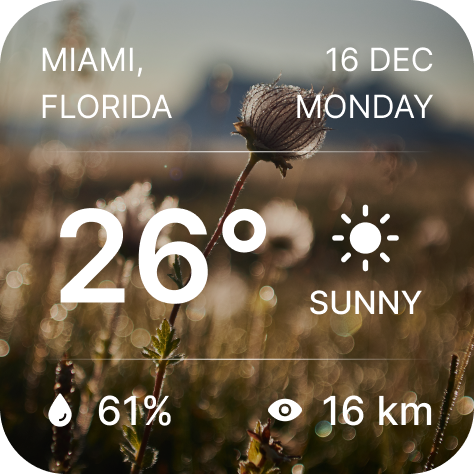 MIAMI,
FLORIDA
16 DEC
MONDAY
26°
SUNNY
61%
16 km